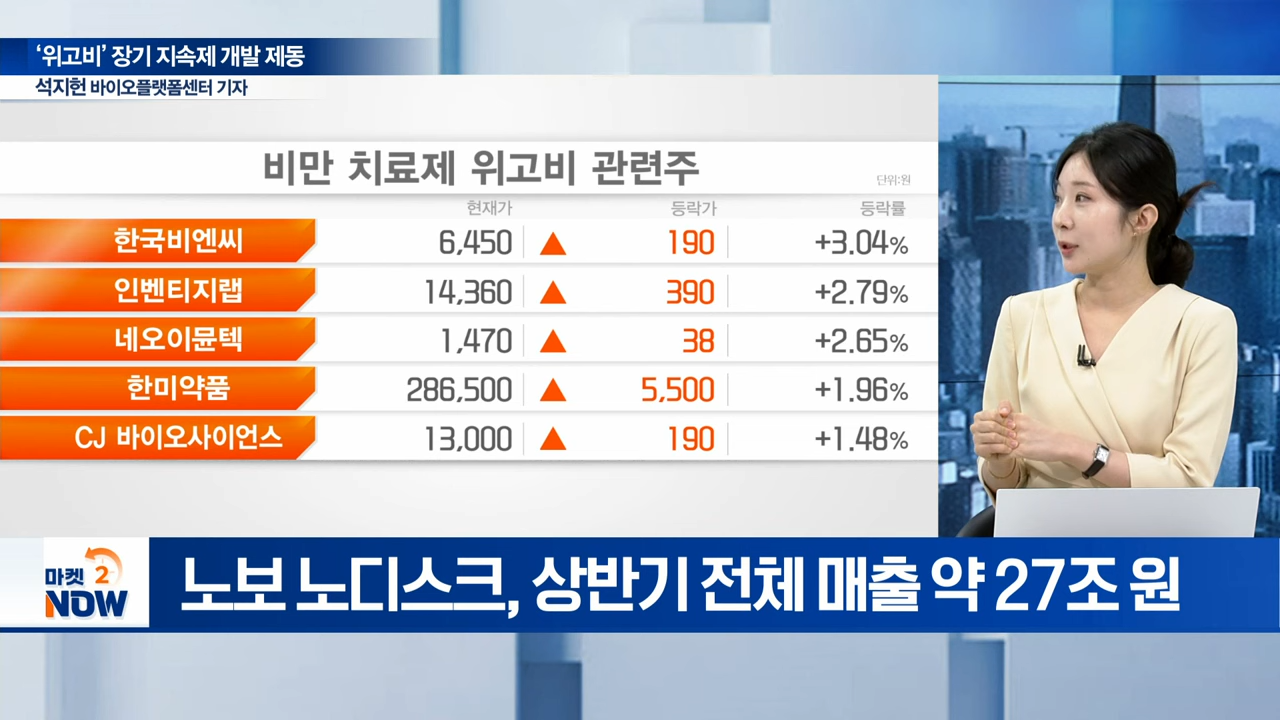 ‘위고비’ 장기 지속제 개발 제동
석지헌 바이오플랫폼센터 기자
비만 치료제 위고비 관련주
단위:원
현재가 등락가 등락률
한국비엔씨 6,450 ▲ 190 +3.04%
인벤티지랩 14,360 ▲ 390 +2.79%
네오이뮨텍 1,470 ▲ 38 +2.65%
한미약품 286,500 ▲ 5,500 +1.96%
CJ 바이오사이언스 13,000 ▲ 190 +1.48%
마켓 2
NOW
노보 노디스크, 상반기 전체 매출 약 27조 원